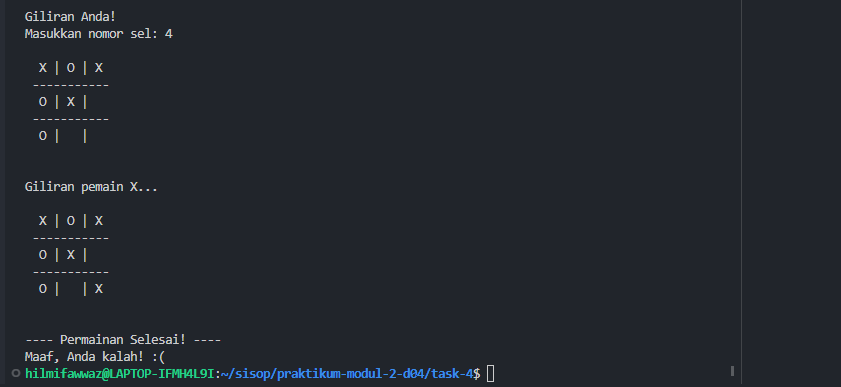 Giliran Anda!
Masukkan nomor sel: 4
X | O | X
-----------
O | X |
-----------
O |   |
Giliran pemain X...
X | O | X
-----------
O | X |
-----------
O |   | X
---- Permainan Selesai! ----
Maaf, Anda kalah! :(
hilmifawwaz@LAPTOP-IFMH4L9I:~/sisop/praktikum-modul-2-d04/task-4$